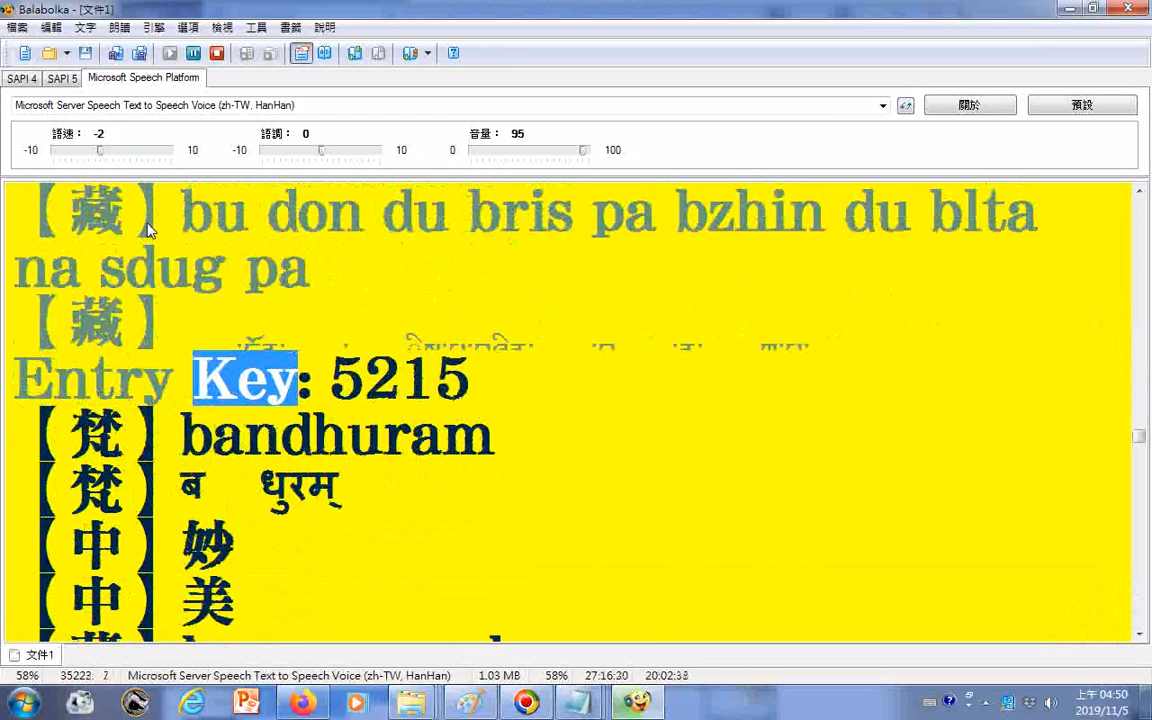 Balabolka - [文件1]
檔案 編輯 文字 朗讀 引擎 選項 檢視 工具 書籤 說明
SAPI 4 SAPI 5 Microsoft Speech Platform
Microsoft Server Speech Text to Speech Voice (zh-TW, HanHan) 關於 預設
語速： -2 語調： 0 音量： 95
-10 10 -10 10 0 100
【藏】bu don du bris pa bzhin du blta
na sdug pa
【藏】
Entry Key: 5215
【梵】bandhuram
【梵】ब धुरम्
【中】妙
【中】美
文件1
58% 35223: 2 Microsoft Server Speech Text to Speech Voice (zh-TW, HanHan) 1.03 MB 58% 27:16:30 20:02:38
上午 04:50
2019/11/5